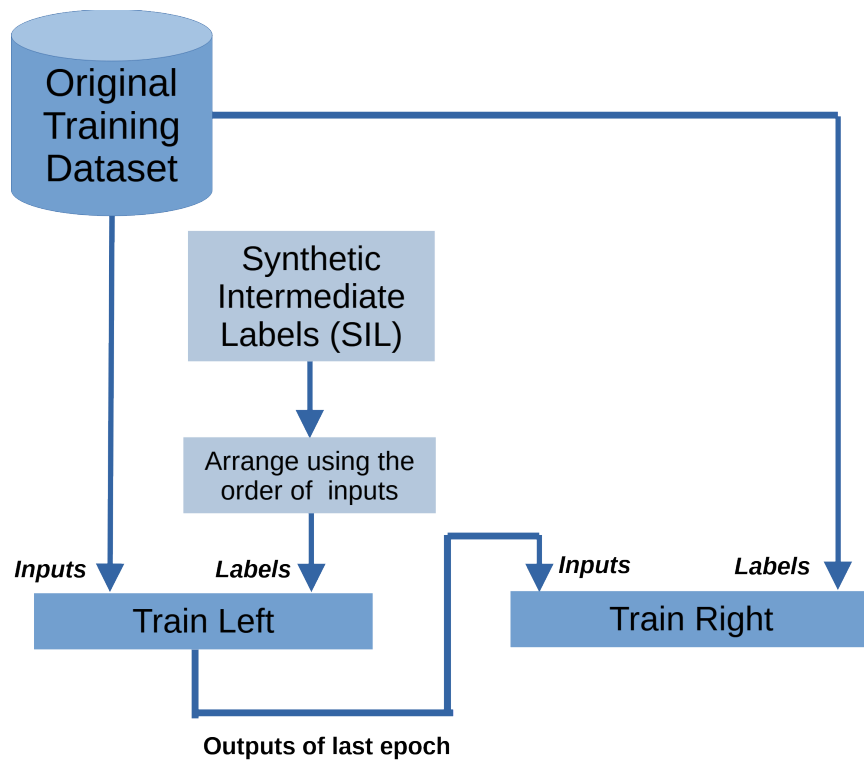 Original
Training
Dataset
Synthetic
Intermediate
Labels (SIL)
Arrange using the
order of inputs
Inputs
Labels
Inputs
Labels
Train Left
Train Right
Outputs of last epoch